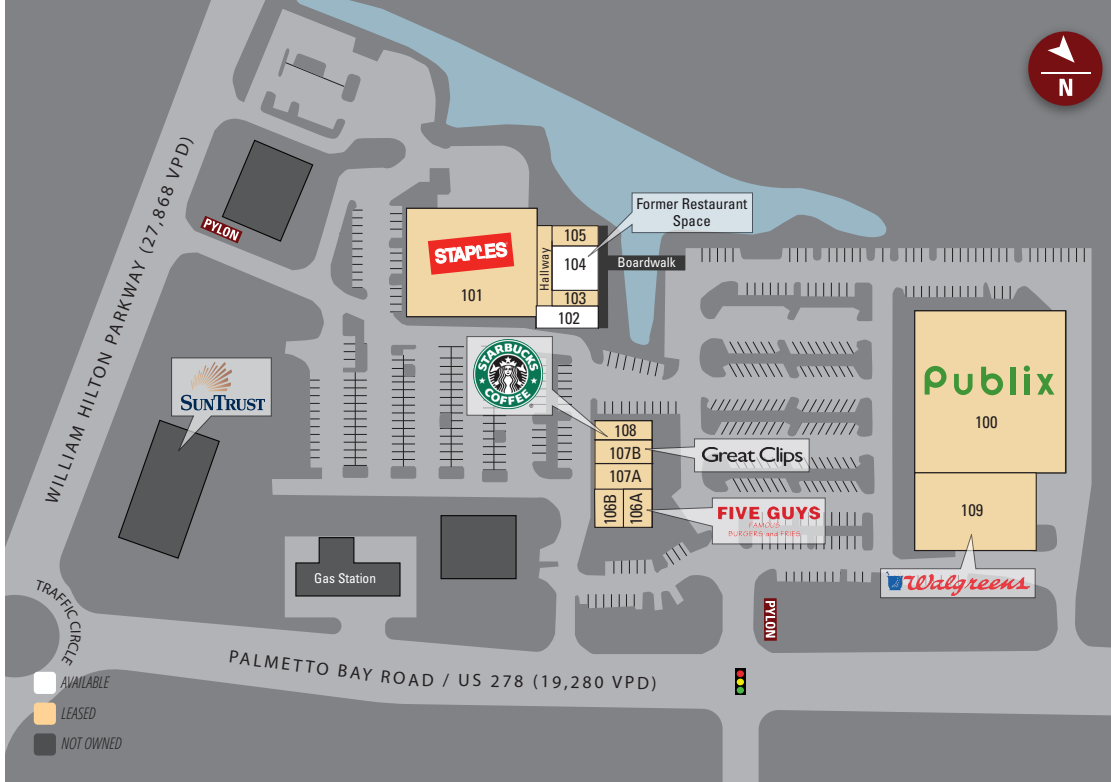 N
WILLIAM HILTON PARKWAY (27,868 VPD)
PYLON
Former Restaurant
Space
STAPLES
101
Hallway
105
104
103
102
Boardwalk
SUNTRUST
STARBUCKS
COFFEE
108
107B
107A
106B
106A
Great Clips
FIVE GUYS
FAMOUS
BURGERS and FRIES
Publix
100
109
Walgreens
Gas Station
PYLON
TRAFFIC CIRCLE
PALMETTO BAY ROAD / US 278 (19,280 VPD)
AVAILABLE
LEASED
NOT OWNED